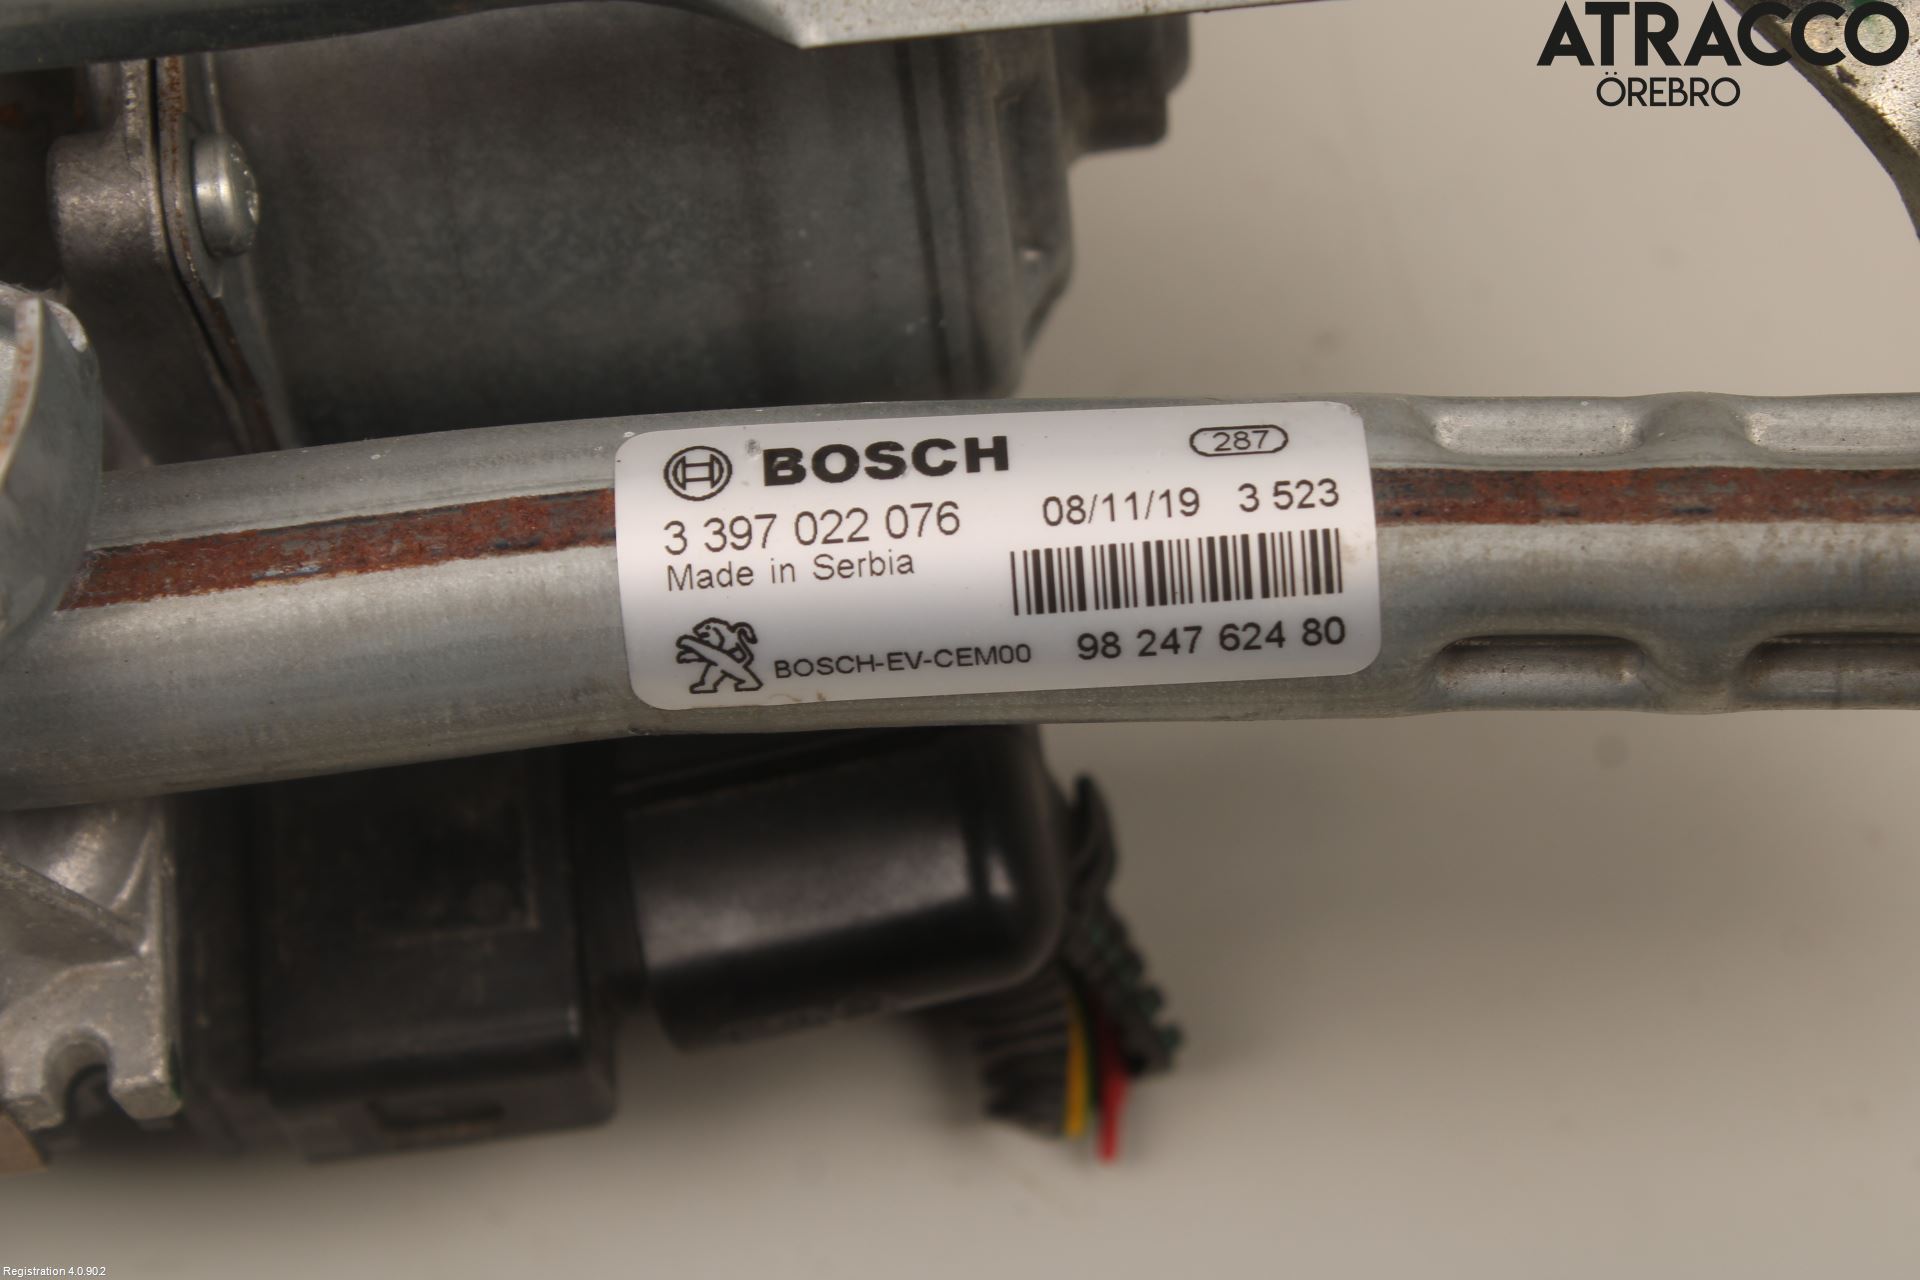 ATRACCO
ÖREBRO
BOSCH
287
3 397 022 076
08/11/19 3 523
Made in Serbia
BOSCH-EV-CEM00
98 247 624 80
Registration 4.0.90.2